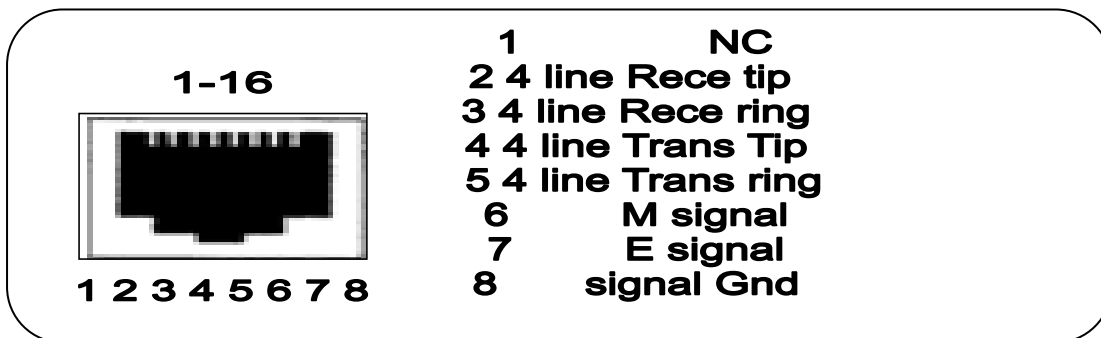 1-16
1 2 3 4 5 6 7 8
1 NC
2 4 line Rece tip
3 4 line Rece ring
4 4 line Trans Tip
5 4 line Trans ring
6 M signal
7 E signal
8 signal Gnd